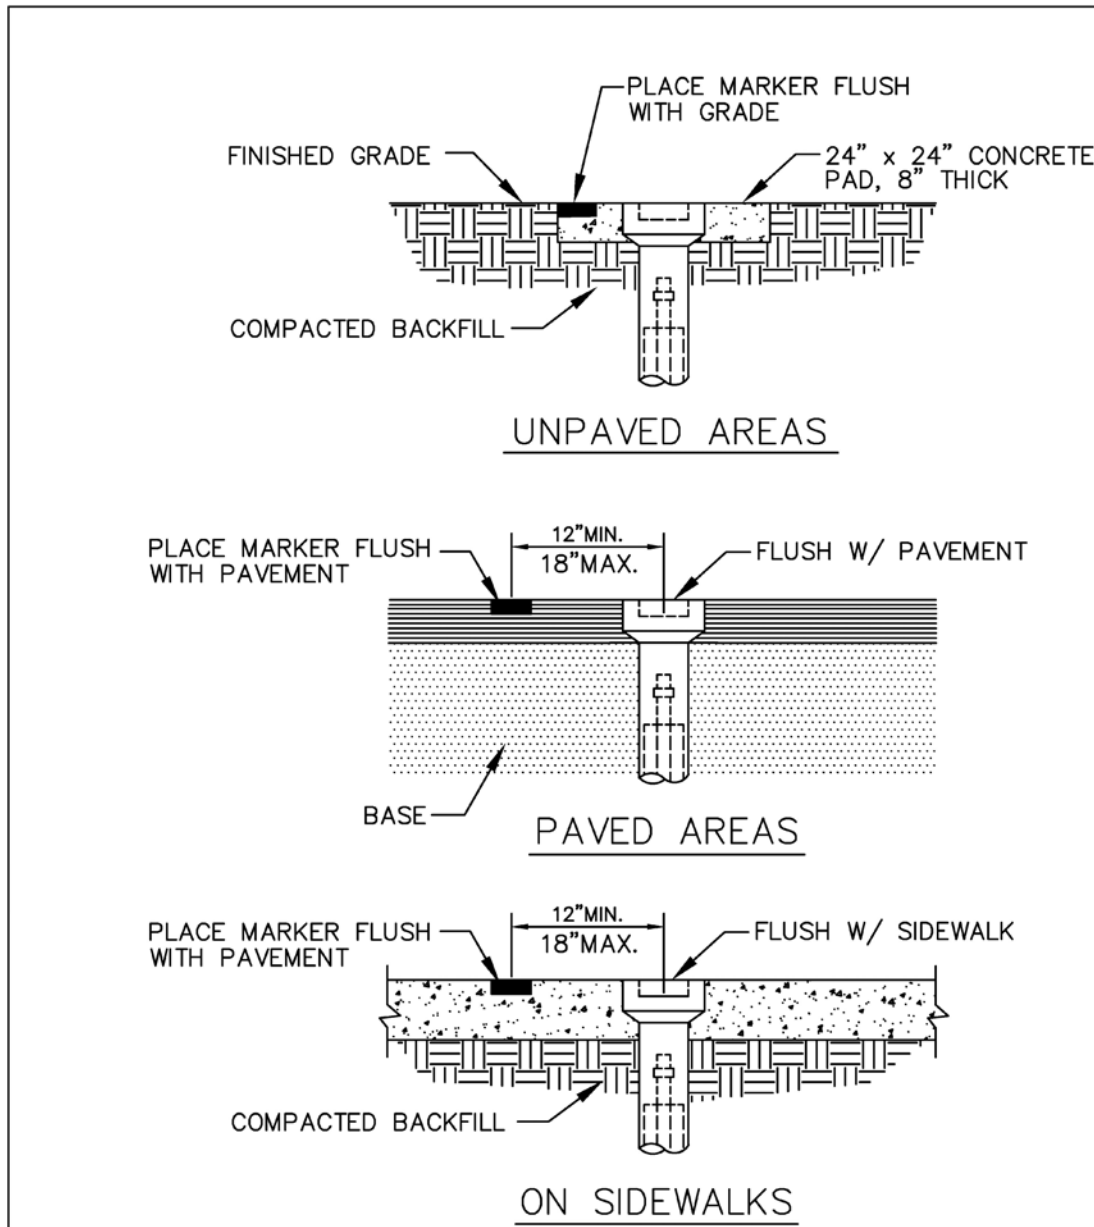 PLACE MARKER FLUSH
WITH GRADE
FINISHED GRADE
24" x 24" CONCRETE
PAD, 8" THICK
COMPACTED BACKFILL
UNPAVED AREAS
12"MIN.
18"MAX.
PLACE MARKER FLUSH
WITH PAVEMENT
FLUSH W/ PAVEMENT
BASE
PAVED AREAS
12"MIN.
18"MAX.
PLACE MARKER FLUSH
WITH PAVEMENT
FLUSH W/ SIDEWALK
COMPACTED BACKFILL
ON SIDEWALKS